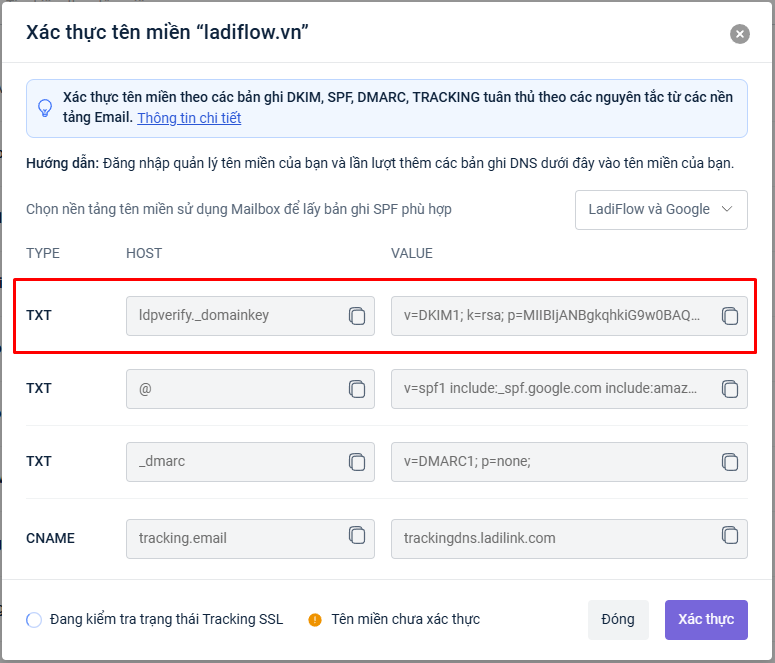 Xác thực tên miền “ladiflow.vn”
Xác thực tên miền theo các bản ghi DKIM, SPF, DMARC, TRACKING tuân thủ theo các nguyên tắc từ các nền
tảng Email. Thông tin chi tiết
Hướng dẫn: Đăng nhập quản lý tên miền của bạn và lần lượt thêm các bản ghi DNS dưới đây vào tên miền của bạn.
Chọn nền tảng tên miền sử dụng Mailbox để lấy bản ghi SPF phù hợp LadiFlow và Google
TYPE HOST VALUE
TXT ldpverify._domainkey v=DKIM1; k=rsa; p=MIIBIjANBgkqhkiG9w0BAQ...
TXT @ v=spf1 include:_spf.google.com include:amaz...
TXT _dmarc v=DMARC1; p=none;
CNAME tracking.email trackingdns.ladilink.com
Đang kiểm tra trạng thái Tracking SSL Tên miền chưa xác thực Đóng Xác thực